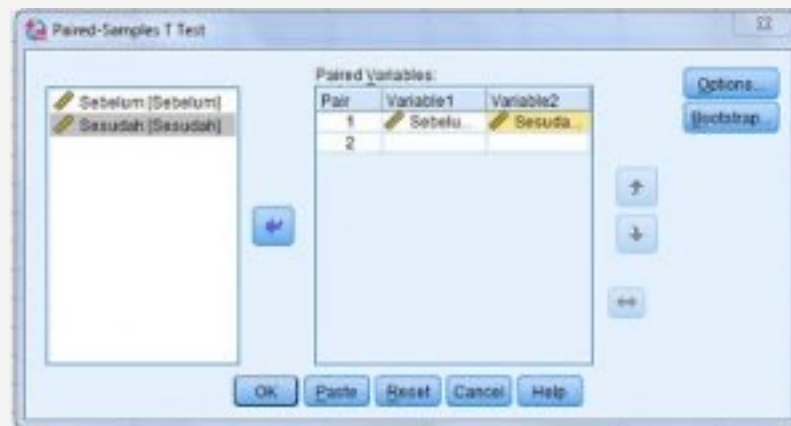 Paired-Samples T Test
Paired Variables:
Sebelum [Sebelum]
Sesudah [Sesudah]
Pair Variable1 Variable2
1 Sebelu... Sesuda...
2
Options...
Bootstrap...
OK Paste Reset Cancel Help